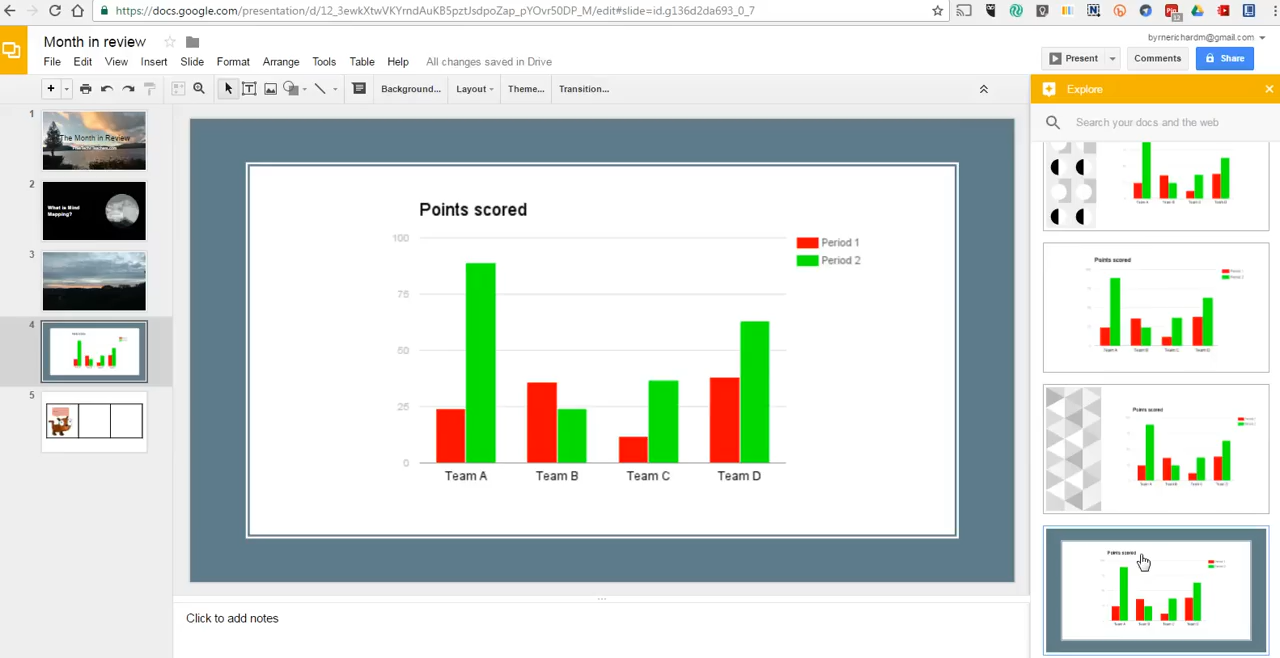 https://docs.google.com/presentation/d/12_3ewkXtwVKYrndAuKB5pztJsdpoZap_pYOvr50DP_M/edit#slide=id.g136d2da693_0_7
Month in review
byrnerichardm@gmail.com
File Edit View Insert Slide Format Arrange Tools Table Help All changes saved in Drive
Present Comments Share
Background... Layout Theme... Transition...
Explore
Search your docs and the web
1
The Month in Review
2
What is Mind
Mapping?
3
4
5
Points scored
100
75
50
25
0
Period 1
Period 2
Team A Team B Team C Team D
Points scored
Points scored
Points scored
Click to add notes